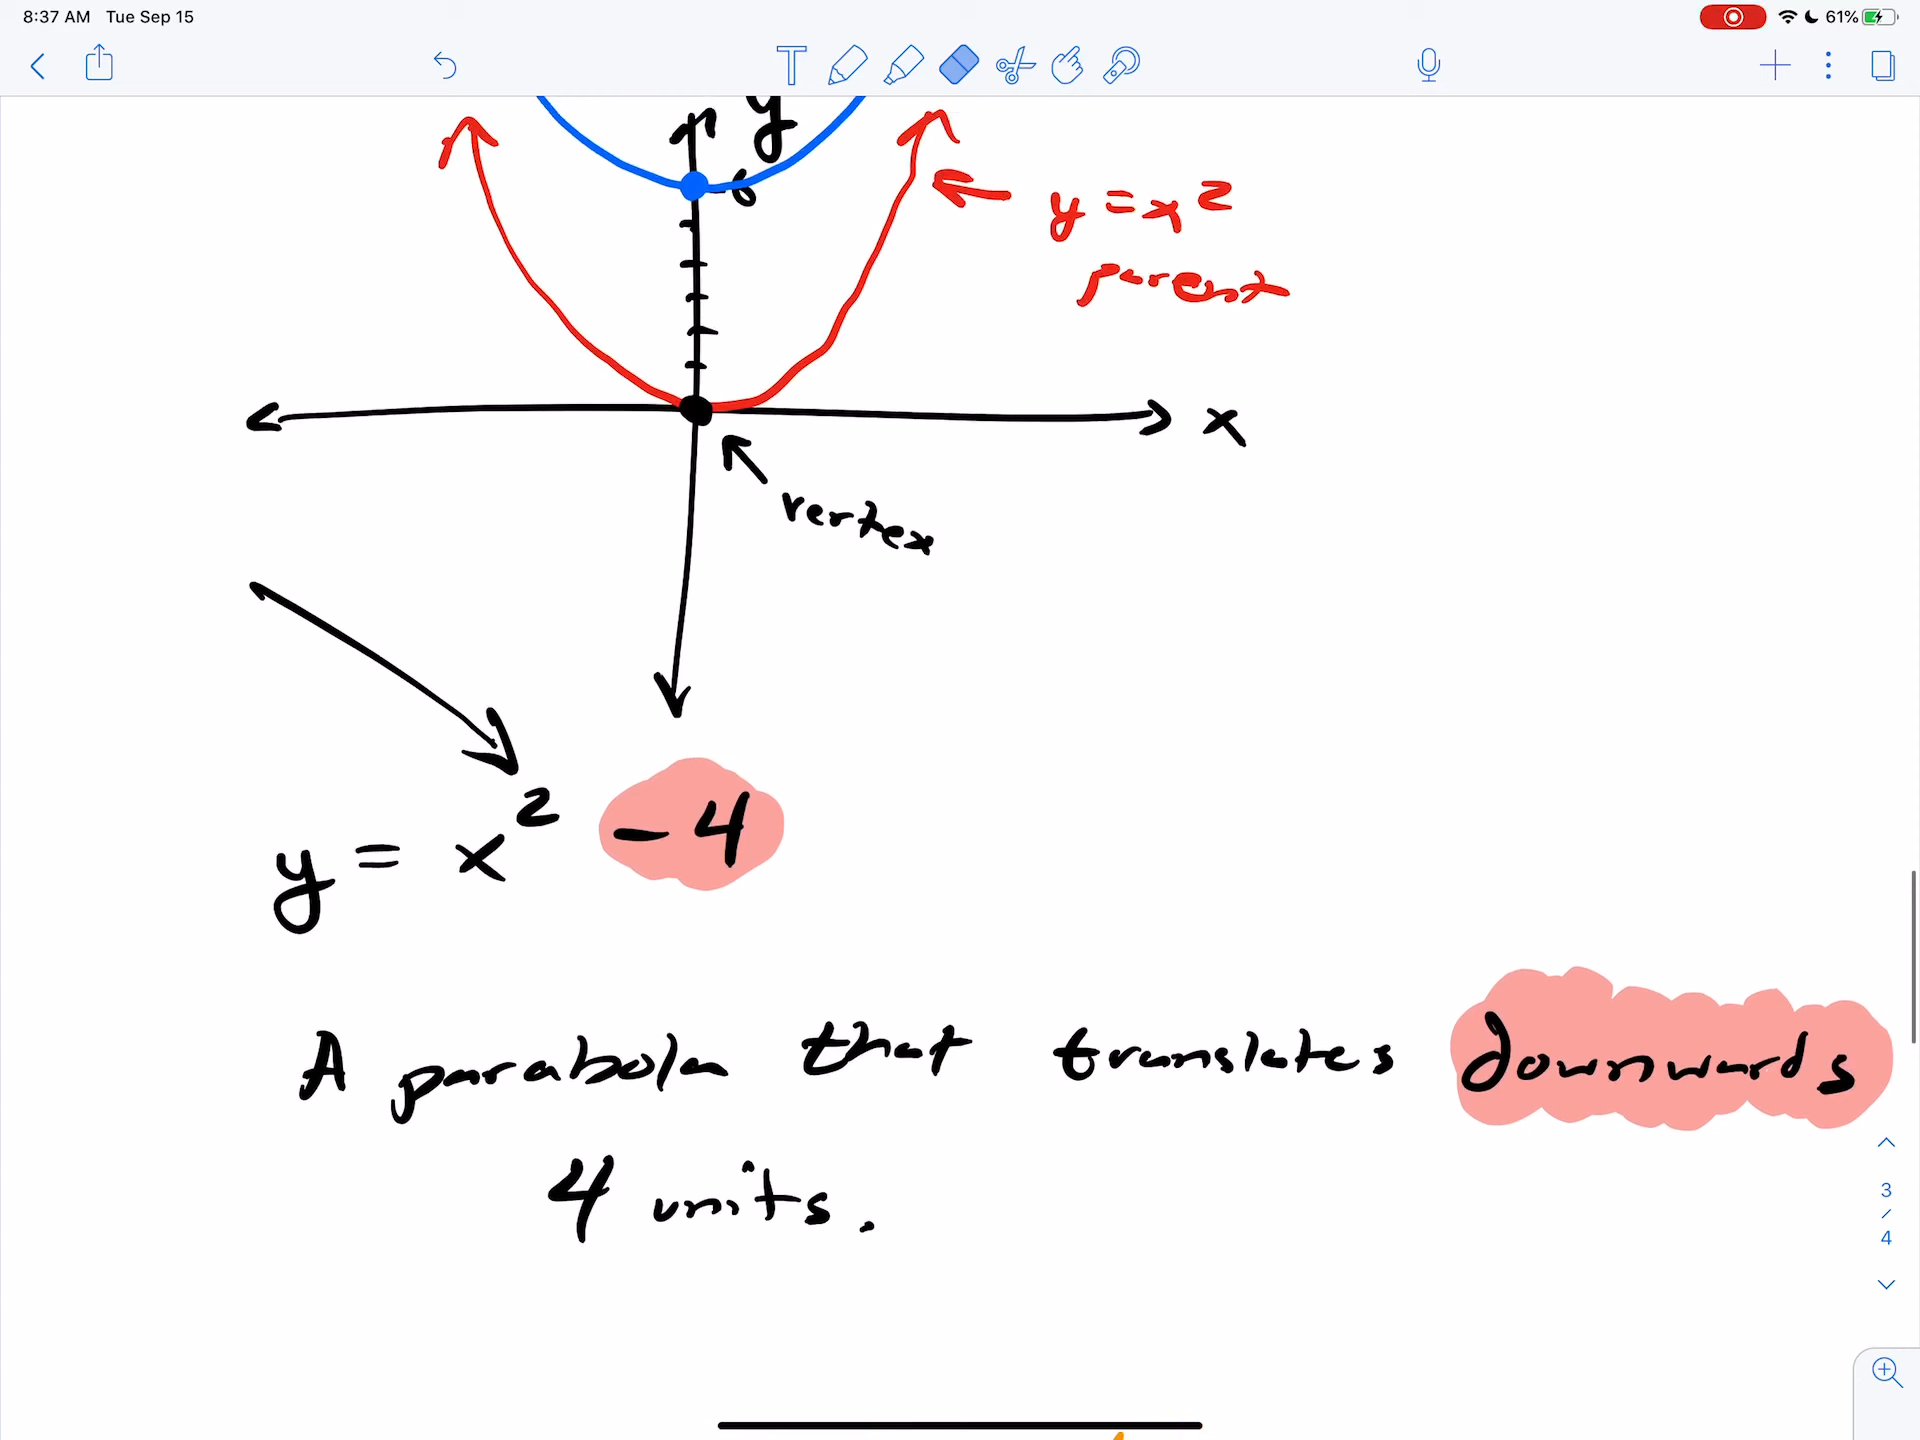 8:37 AM Tue Sep 15
61%
T
y
6
y = x²
parent
x
vertex
y = x² - 4
A parabola that translates downwards
4 units.
3
/
4